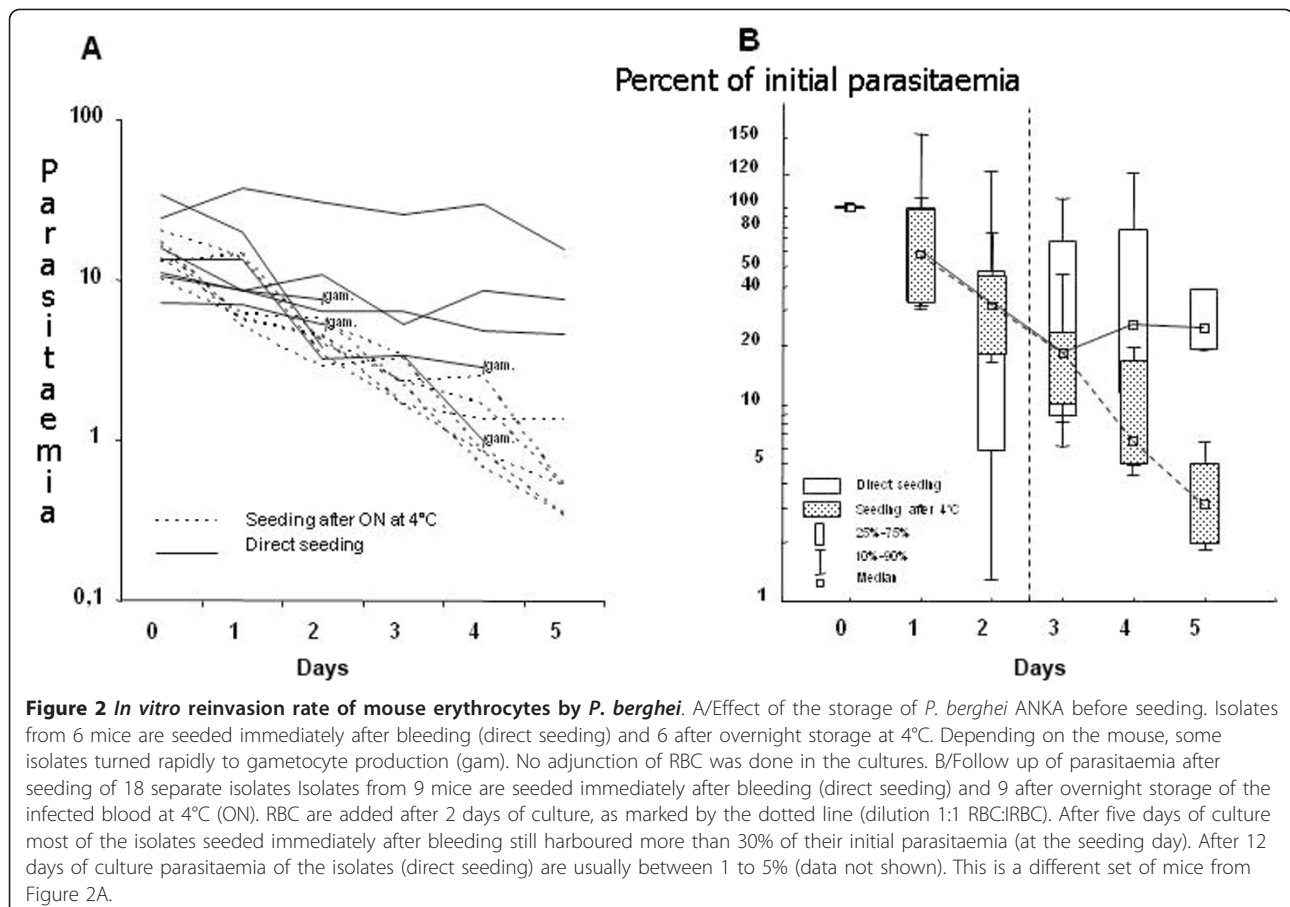 A
Parasitaemia
100
10
1
0,1
gam.
gam.
gam.
gam.
Seeding after ON at 4°C
Direct seeding
0 1 2 3 4 5
Days
B
Percent of initial parasitaemia
150
120
100
80
50
40
30
20
10
5
2
1
Direct seeding
Seeding after 4°C
25%-75%
10%-90%
Median
0 1 2 3 4 5
Days
Figure 2 In vitro reinvasion rate of mouse erythrocytes by P. berghei. A/Effect of the storage of P. berghei ANKA before seeding. Isolates
from 6 mice are seeded immediately after bleeding (direct seeding) and 6 after overnight storage at 4°C. Depending on the mouse, some
isolates turned rapidly to gametocyte production (gam). No adjunction of RBC was done in the cultures. B/Follow up of parasitaemia after
seeding of 18 separate isolates Isolates from 9 mice are seeded immediately after bleeding (direct seeding) and 9 after overnight storage of the
infected blood at 4°C (ON). RBC are added after 2 days of culture, as marked by the dotted line (dilution 1:1 RBC:IRBC). After five days of culture
most of the isolates seeded immediately after bleeding still harboured more than 30% of their initial parasitaemia (at the seeding day). After 12
days of culture parasitaemia of the isolates (direct seeding) are usually between 1 to 5% (data not shown). This is a different set of mice from
Figure 2A.